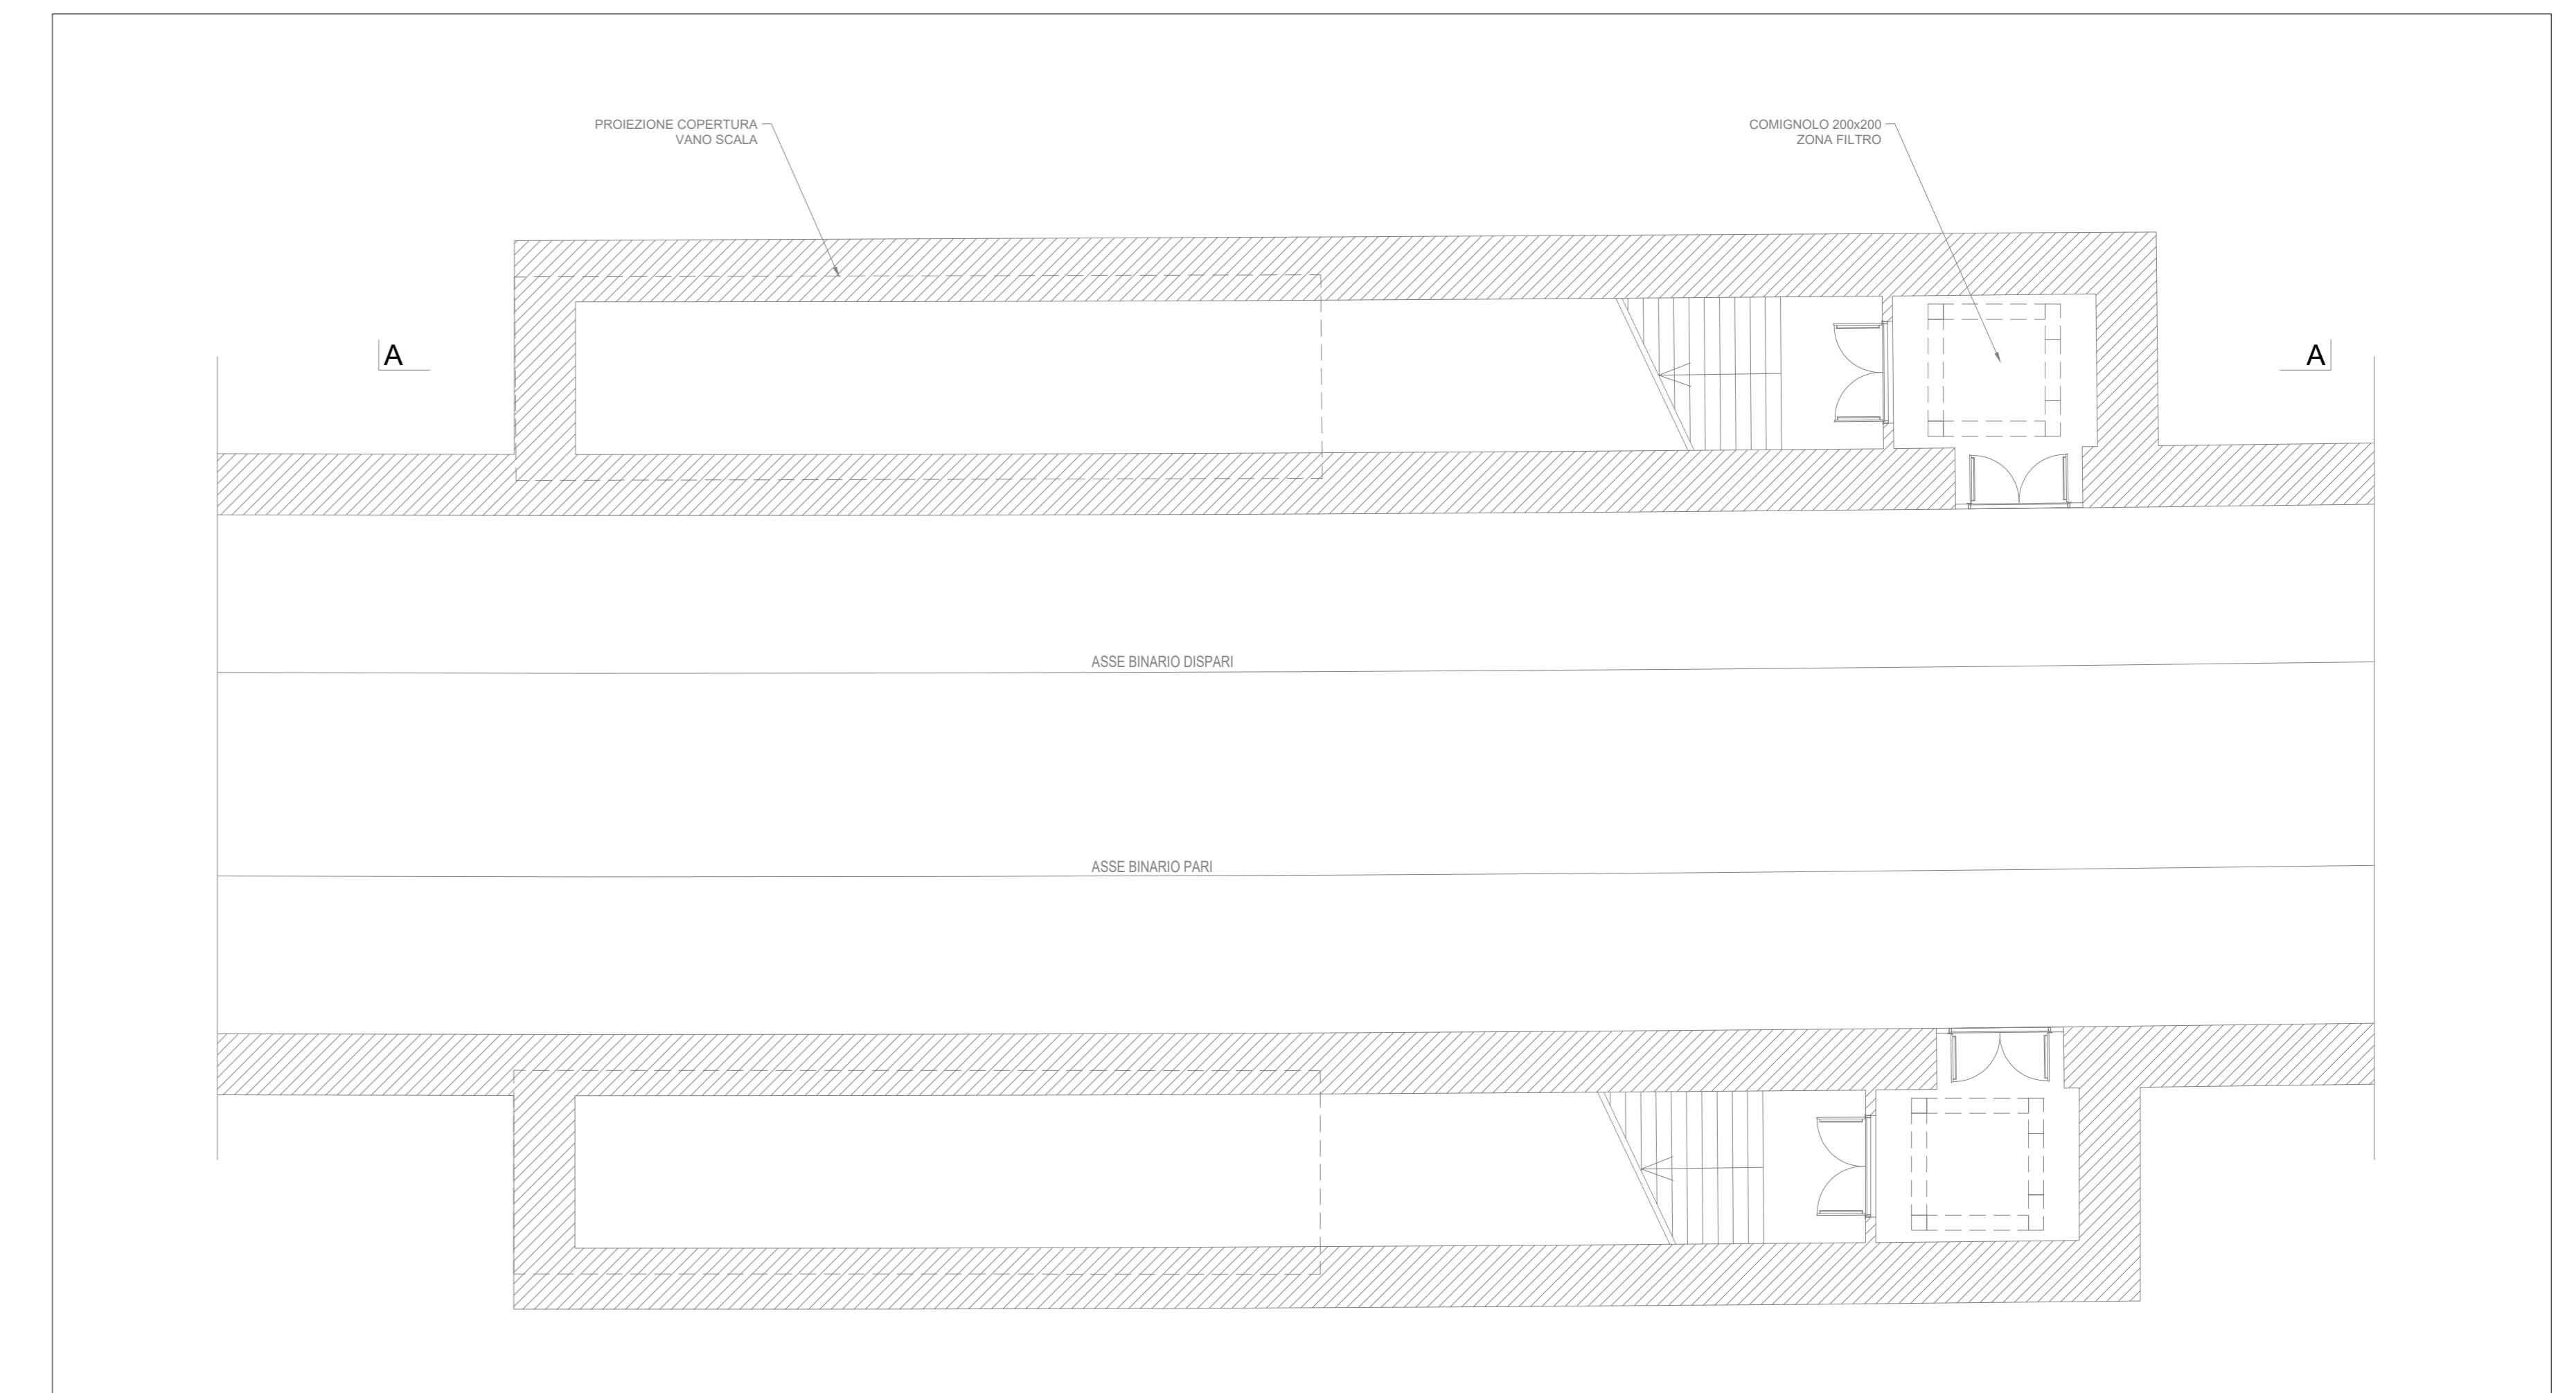 PROIEZIONE COPERTURA
VANO SCALA
COMIGNOLO 200x200
ZONA FILTRO
A
A
ASSE BINARIO DISPARI
ASSE BINARIO PARI